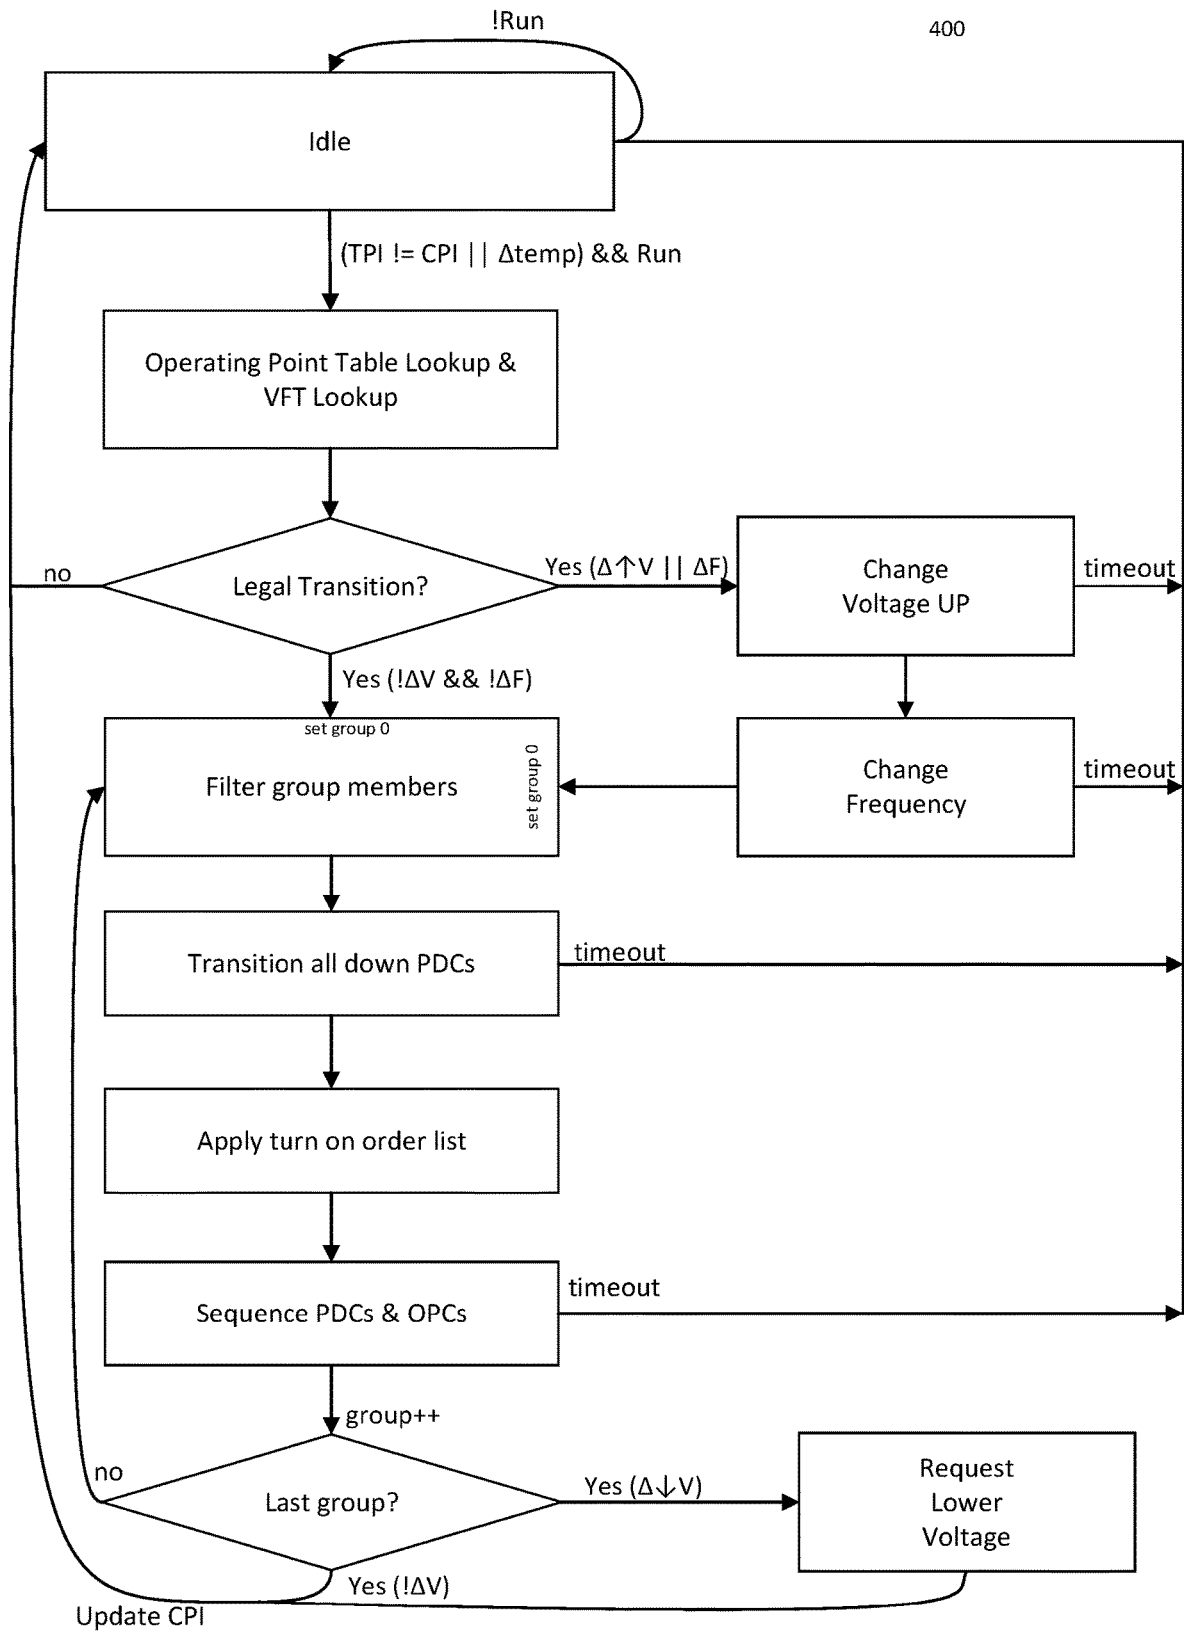 !Run
400
Idle
(TPI != CPI || Δtemp) && Run
Operating Point Table Lookup &
VFT Lookup
no
Legal Transition?
Yes (Δ↑V || ΔF)
Change
Voltage UP
timeout
Yes (!ΔV && !ΔF)
set group 0
Filter group members
set group 0
Change
Frequency
timeout
Transition all down PDCs
timeout
Apply turn on order list
Sequence PDCs & OPCs
timeout
group++
no
Last group?
Yes (Δ↓V)
Request
Lower
Voltage
Yes (!ΔV)
Update CPI